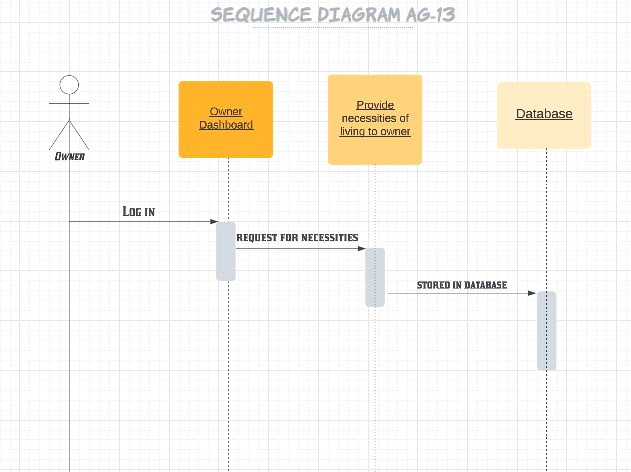 SEQUENCE DIAGRAM AG-13
Owner
Dashboard
Provide
necessities of
living to owner
Database
OWNER
LOG IN
REQUEST FOR NECESSITIES
STORED IN DATABASE